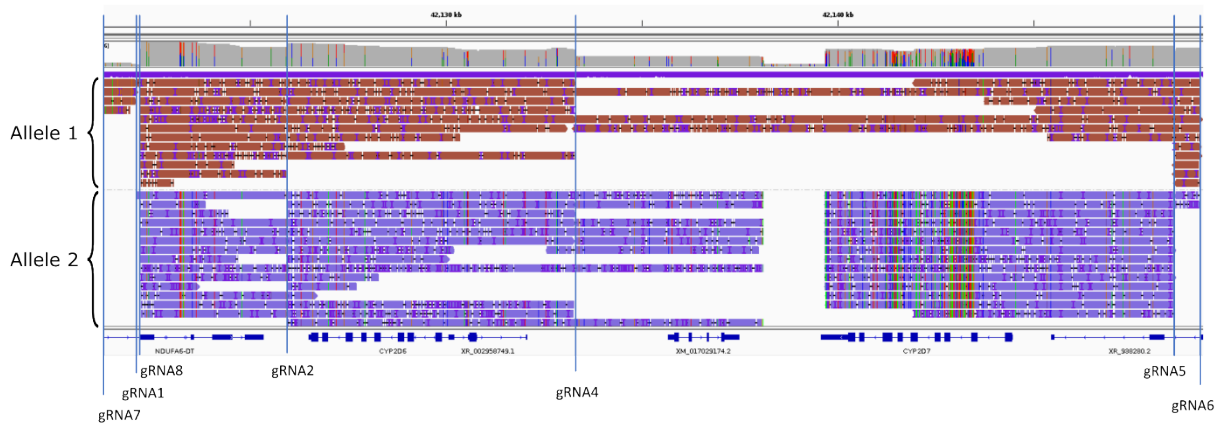 42,130 kb
42,140 kb
Allele 1
Allele 2
NDUFA6-DT
CYP2D6
XR_002958749.1
XM_017029174.2
CYP2D7
XR_938280.2
gRNA8
gRNA2
gRNA5
gRNA1
gRNA4
gRNA7
gRNA6